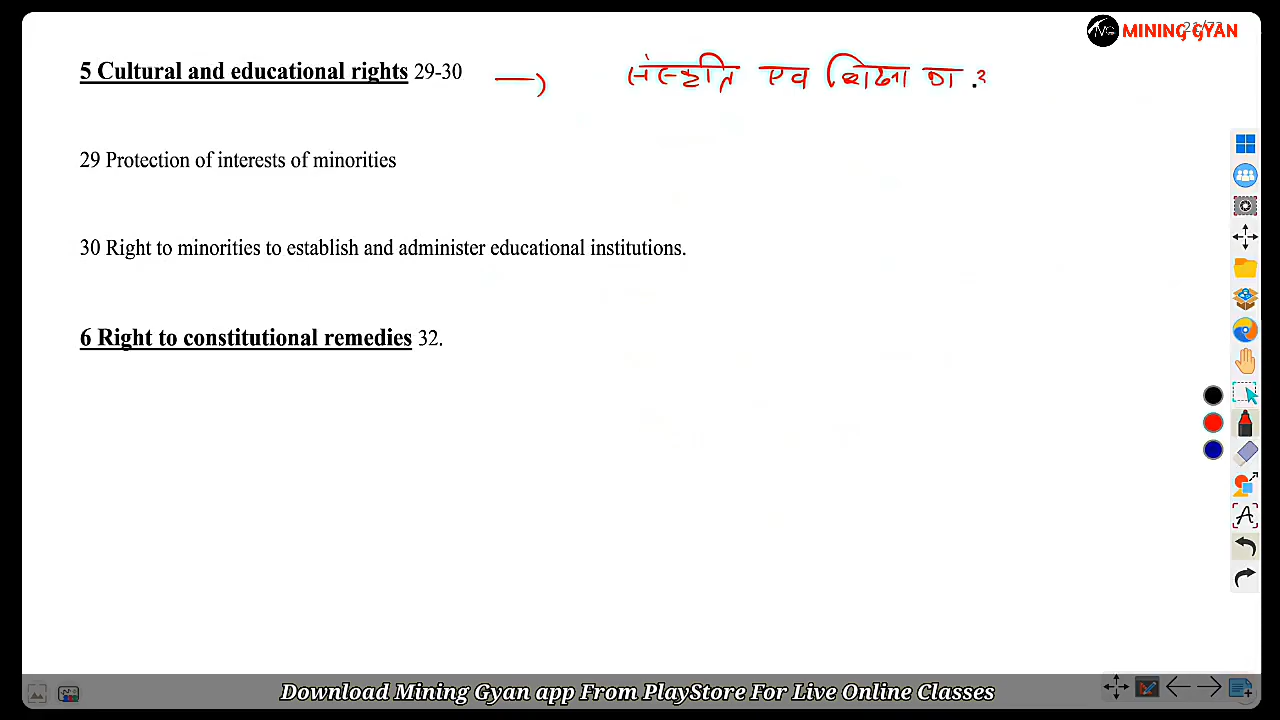 21/73
MINING GYAN
5 Cultural and educational rights 29-30 → संस्कृति एव शिक्षा का
29 Protection of interests of minorities
30 Right to minorities to establish and administer educational institutions.
6 Right to constitutional remedies 32.
Download Mining Gyan app From PlayStore For Live Online Classes